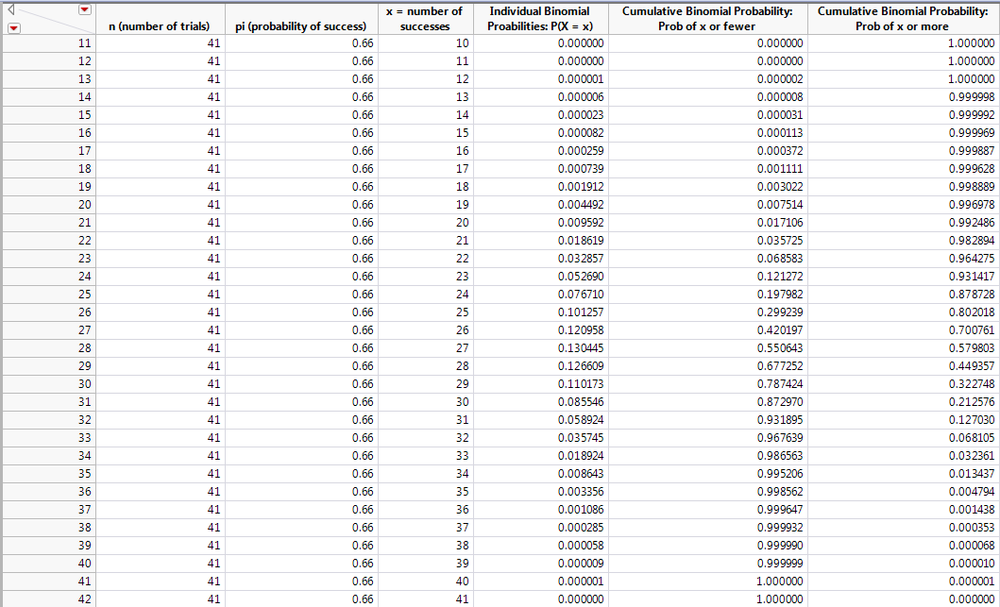 x = number of Individual Binomial Cumulative Binomial Probability: Cumulative Binomial Probability:
n (number of trials) pi (probability of success) successes Proabilities: P(X = x) Prob of x or fewer Prob of x or more
11 41 0.66 10 0.000000 0.000000 1.000000
12 41 0.66 11 0.000000 0.000000 1.000000
13 41 0.66 12 0.000001 0.000002 1.000000
14 41 0.66 13 0.000006 0.000008 0.999998
15 41 0.66 14 0.000023 0.000031 0.999992
16 41 0.66 15 0.000082 0.000113 0.999969
17 41 0.66 16 0.000259 0.000372 0.999887
18 41 0.66 17 0.000739 0.001111 0.999628
19 41 0.66 18 0.001912 0.003022 0.998889
20 41 0.66 19 0.004492 0.007514 0.996978
21 41 0.66 20 0.009592 0.017106 0.992486
22 41 0.66 21 0.018619 0.035725 0.982894
23 41 0.66 22 0.032857 0.068583 0.964275
24 41 0.66 23 0.052690 0.121272 0.931417
25 41 0.66 24 0.076710 0.197982 0.878728
26 41 0.66 25 0.101257 0.299239 0.802018
27 41 0.66 26 0.120958 0.420197 0.700761
28 41 0.66 27 0.130445 0.550643 0.579803
29 41 0.66 28 0.126609 0.677252 0.449357
30 41 0.66 29 0.110173 0.787424 0.322748
31 41 0.66 30 0.085546 0.872970 0.212576
32 41 0.66 31 0.058924 0.931895 0.127030
33 41 0.66 32 0.035745 0.967639 0.068105
34 41 0.66 33 0.018924 0.986563 0.032361
35 41 0.66 34 0.008643 0.995206 0.013437
36 41 0.66 35 0.003356 0.998562 0.004794
37 41 0.66 36 0.001086 0.999647 0.001438
38 41 0.66 37 0.000285 0.999932 0.000353
39 41 0.66 38 0.000058 0.999990 0.000068
40 41 0.66 39 0.000009 0.999999 0.000010
41 41 0.66 40 0.000001 1.000000 0.000001
42 41 0.66 41 0.000000 1.000000 0.000000